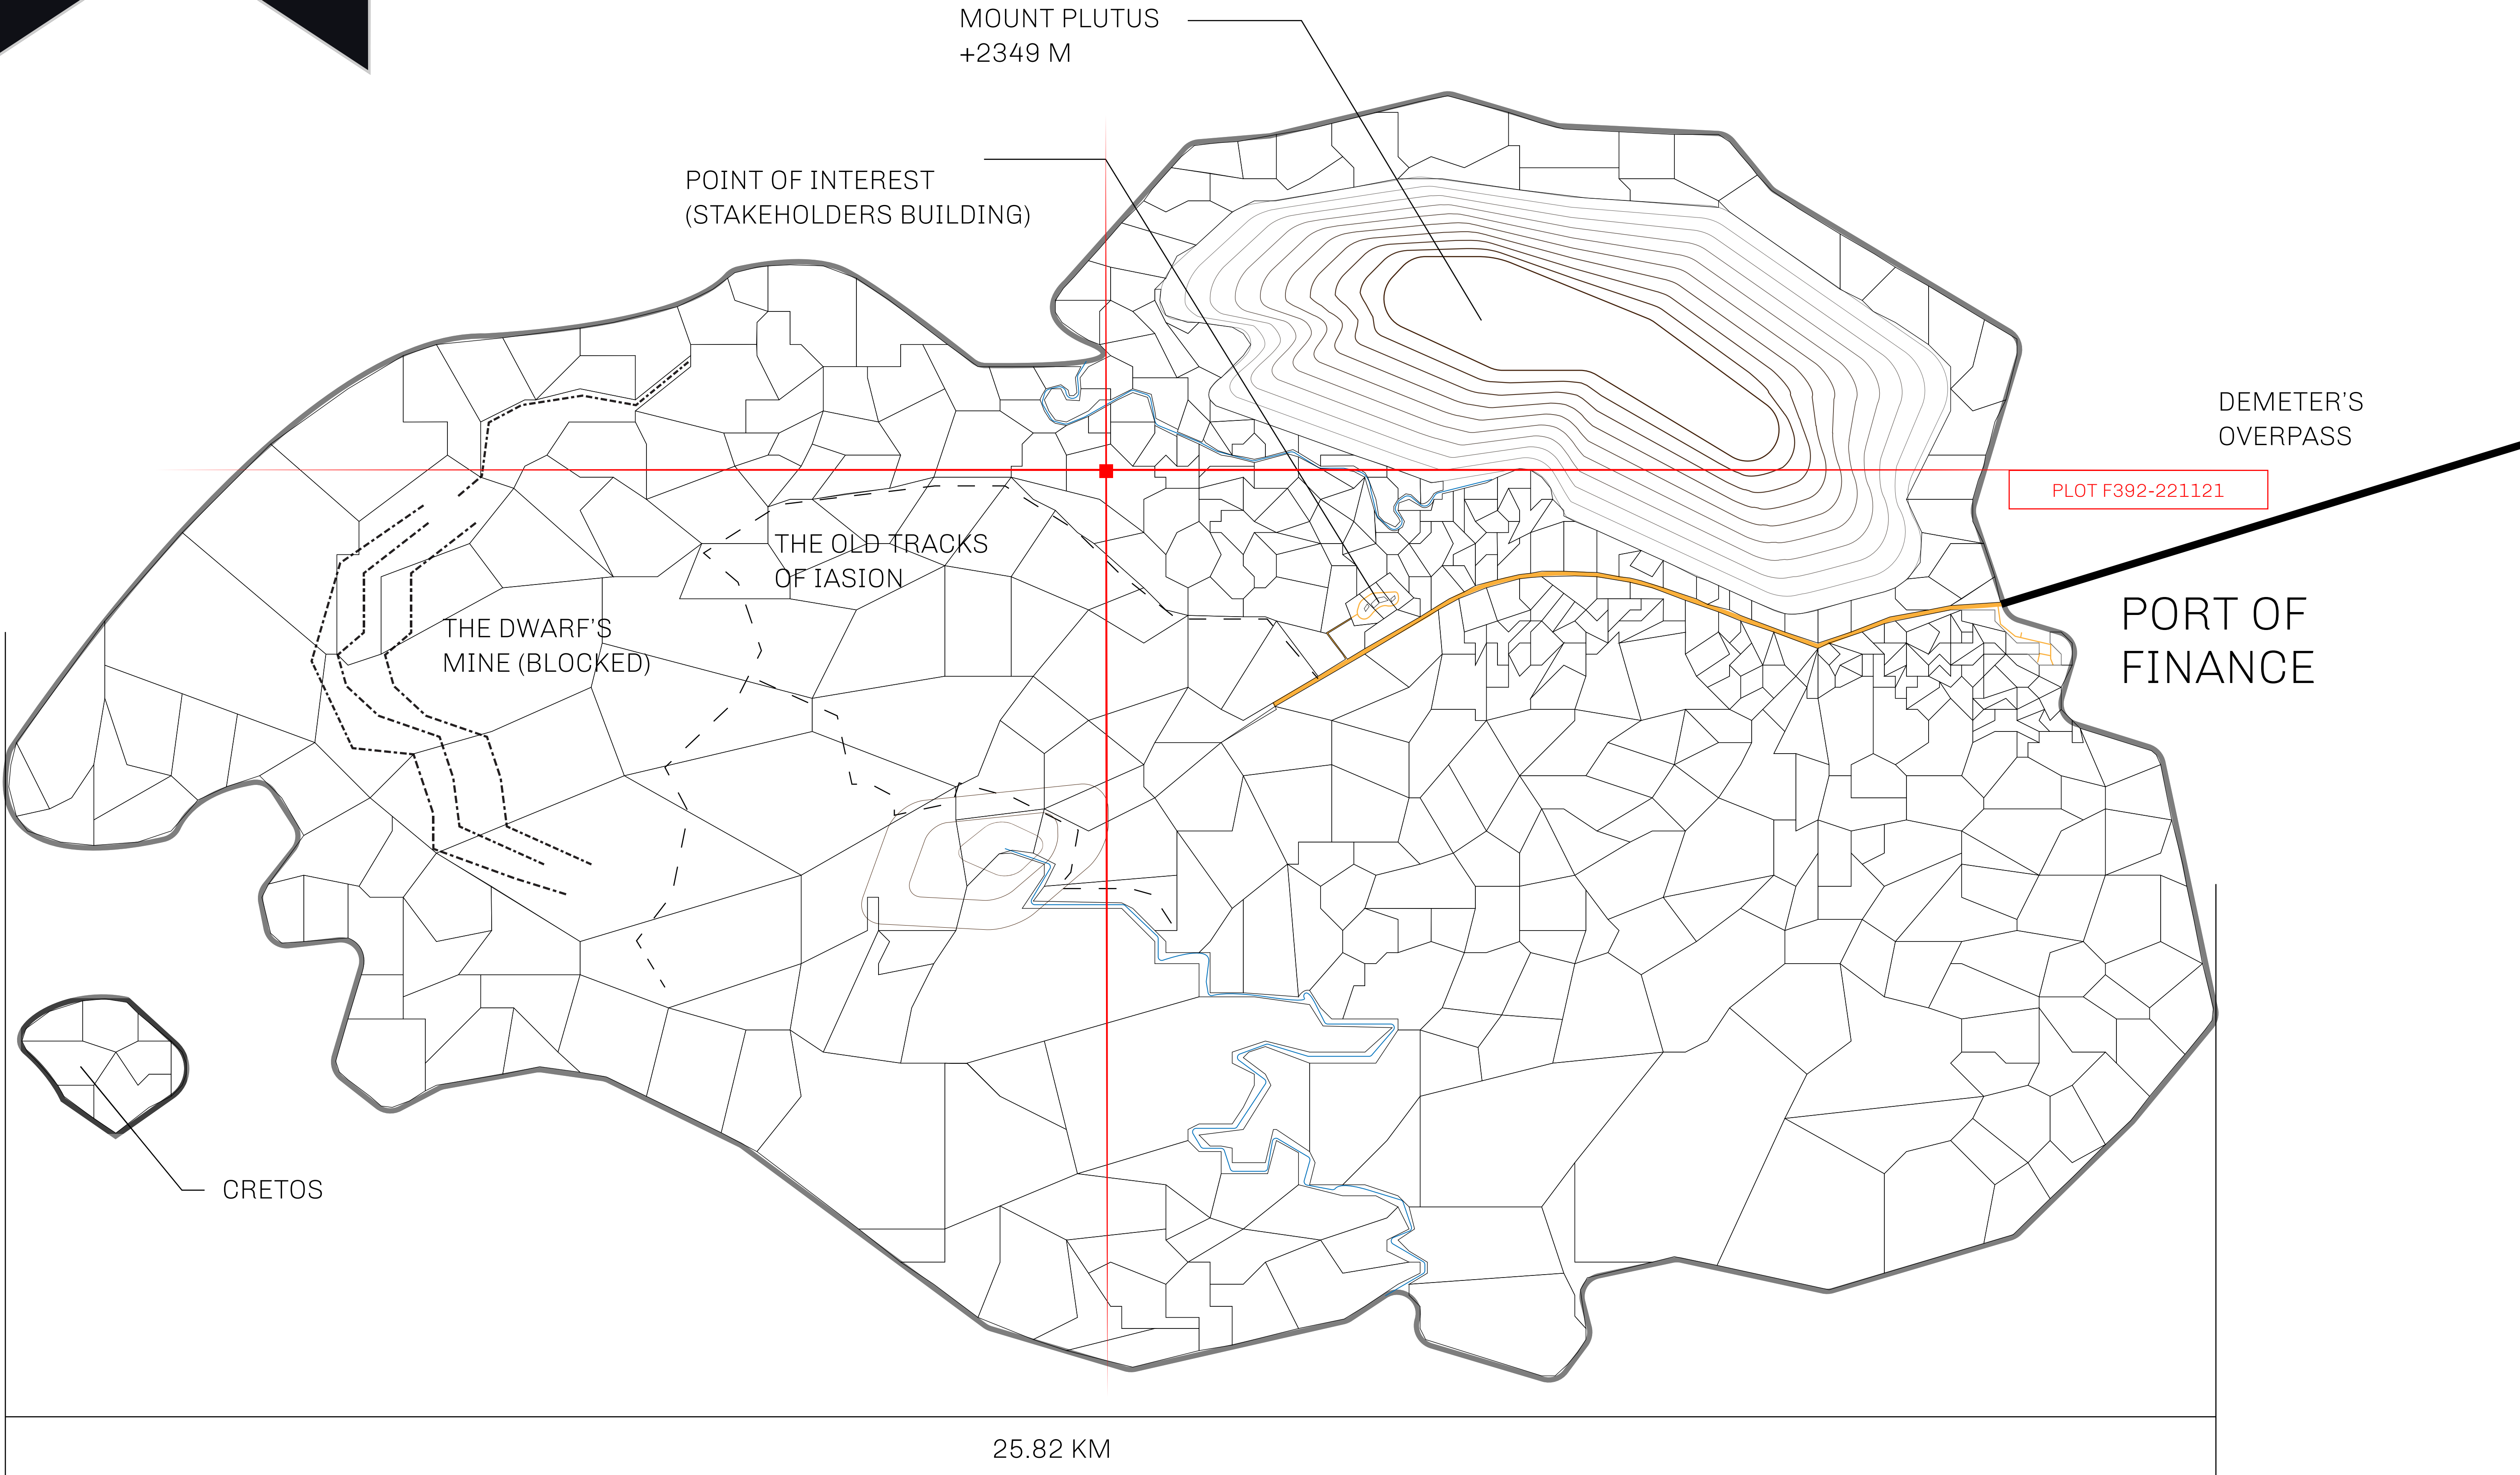 MOUNT PLUTUS
+2349 M
POINT OF INTEREST
(STAKEHOLDERS BUILDING)
DEMETER'S
OVERPASS
PLOT F392-221121
THE OLD TRACKS
OF IASION
PORT OF
FINANCE
THE DWARF'S
MINE (BLOCKED)
CRETOS
25.82 KM